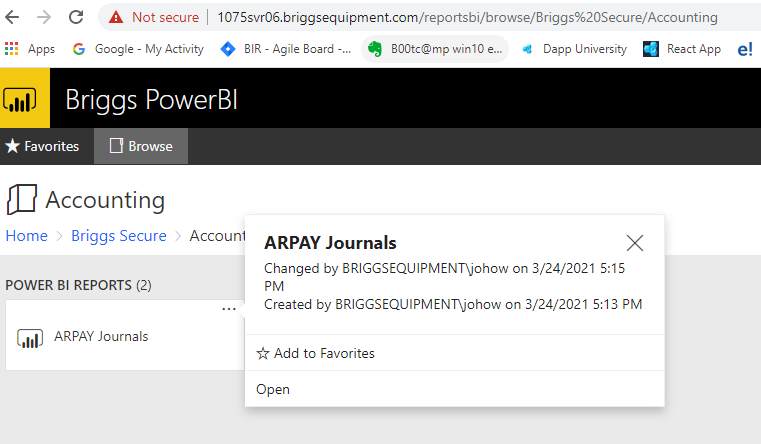 Not secure | 1075svr06.briggsequipment.com/reportsbi/browse/Briggs%20Secure/Accounting
Apps Google - My Activity BIR - Agile Board -... B00tc@mp win10 e... Dapp University React App e!
Briggs PowerBI
Favorites Browse
Accounting
Home > Briggs Secure > Account
ARPAY Journals
Changed by BRIGGSEQUIPMENT\johow on 3/24/2021 5:15
PM
Created by BRIGGSEQUIPMENT\johow on 3/24/2021 5:13 PM
POWER BI REPORTS (2)
...
ARPAY Journals
Add to Favorites
Open